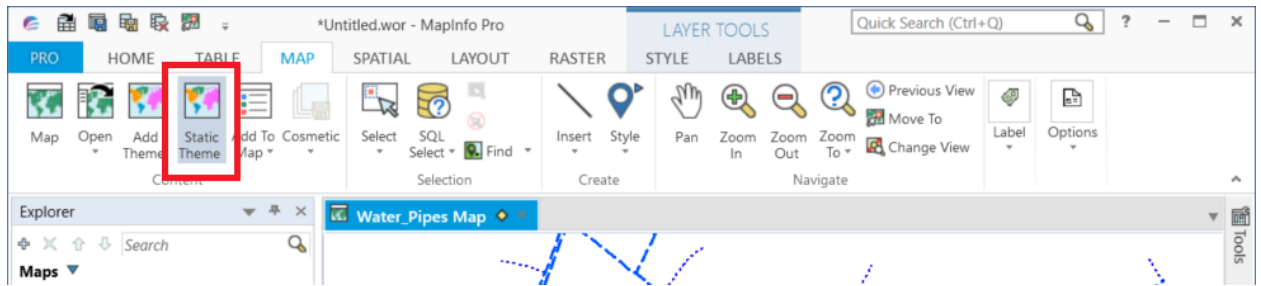 *Untitled.wor - MapInfo Pro
LAYER TOOLS
Quick Search (Ctrl+Q)
?
PRO HOME TABLE MAP SPATIAL LAYOUT RASTER STYLE LABELS
Map
Open
Add
Theme
Static
Theme
Add To
Map
Cosmetic
Content
Select
SQL
Select
Find
Selection
Insert
Style
Create
Pan
Zoom
In
Zoom
Out
Zoom
To
Previous View
Move To
Change View
Navigate
Label
Options
Explorer
Search
Maps
Water_Pipes Map
Tools